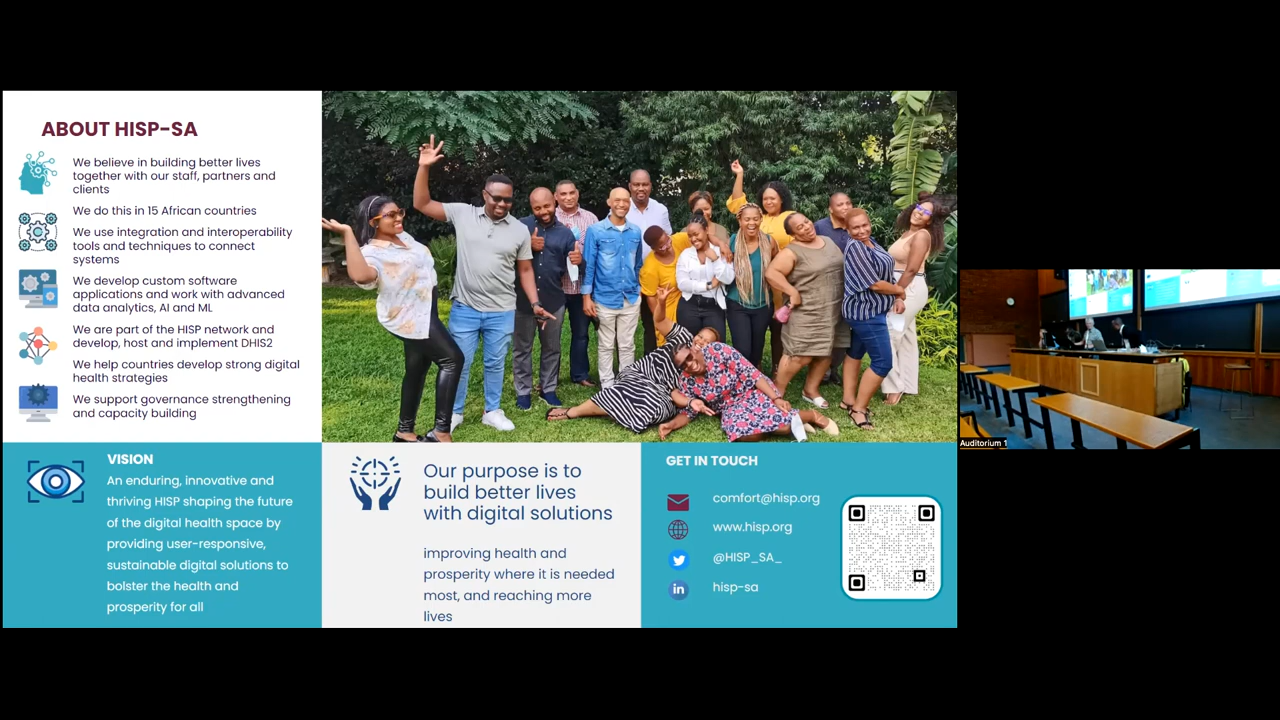 ABOUT HISP-SA
We believe in building better lives
together with our staff, partners and
clients
We do this in 15 African countries
We use integration and interoperability
tools and techniques to connect
systems
We develop custom software
applications and work with advanced
data analytics, AI and ML
We are part of the HISP network and
develop, host and implement DHIS2
We help countries develop strong digital
health strategies
We support governance strengthening
and capacity building
VISION
An enduring, innovative and
thriving HISP shaping the future
of the digital health space by
providing user-responsive,
sustainable digital solutions to
bolster the health and
prosperity for all
Our purpose is to
build better lives
with digital solutions
improving health and
prosperity where it is needed
most, and reaching more
lives
GET IN TOUCH
comfort@hisp.org
www.hisp.org
@HISP_SA_
in
hisp-sa
Auditorium 1